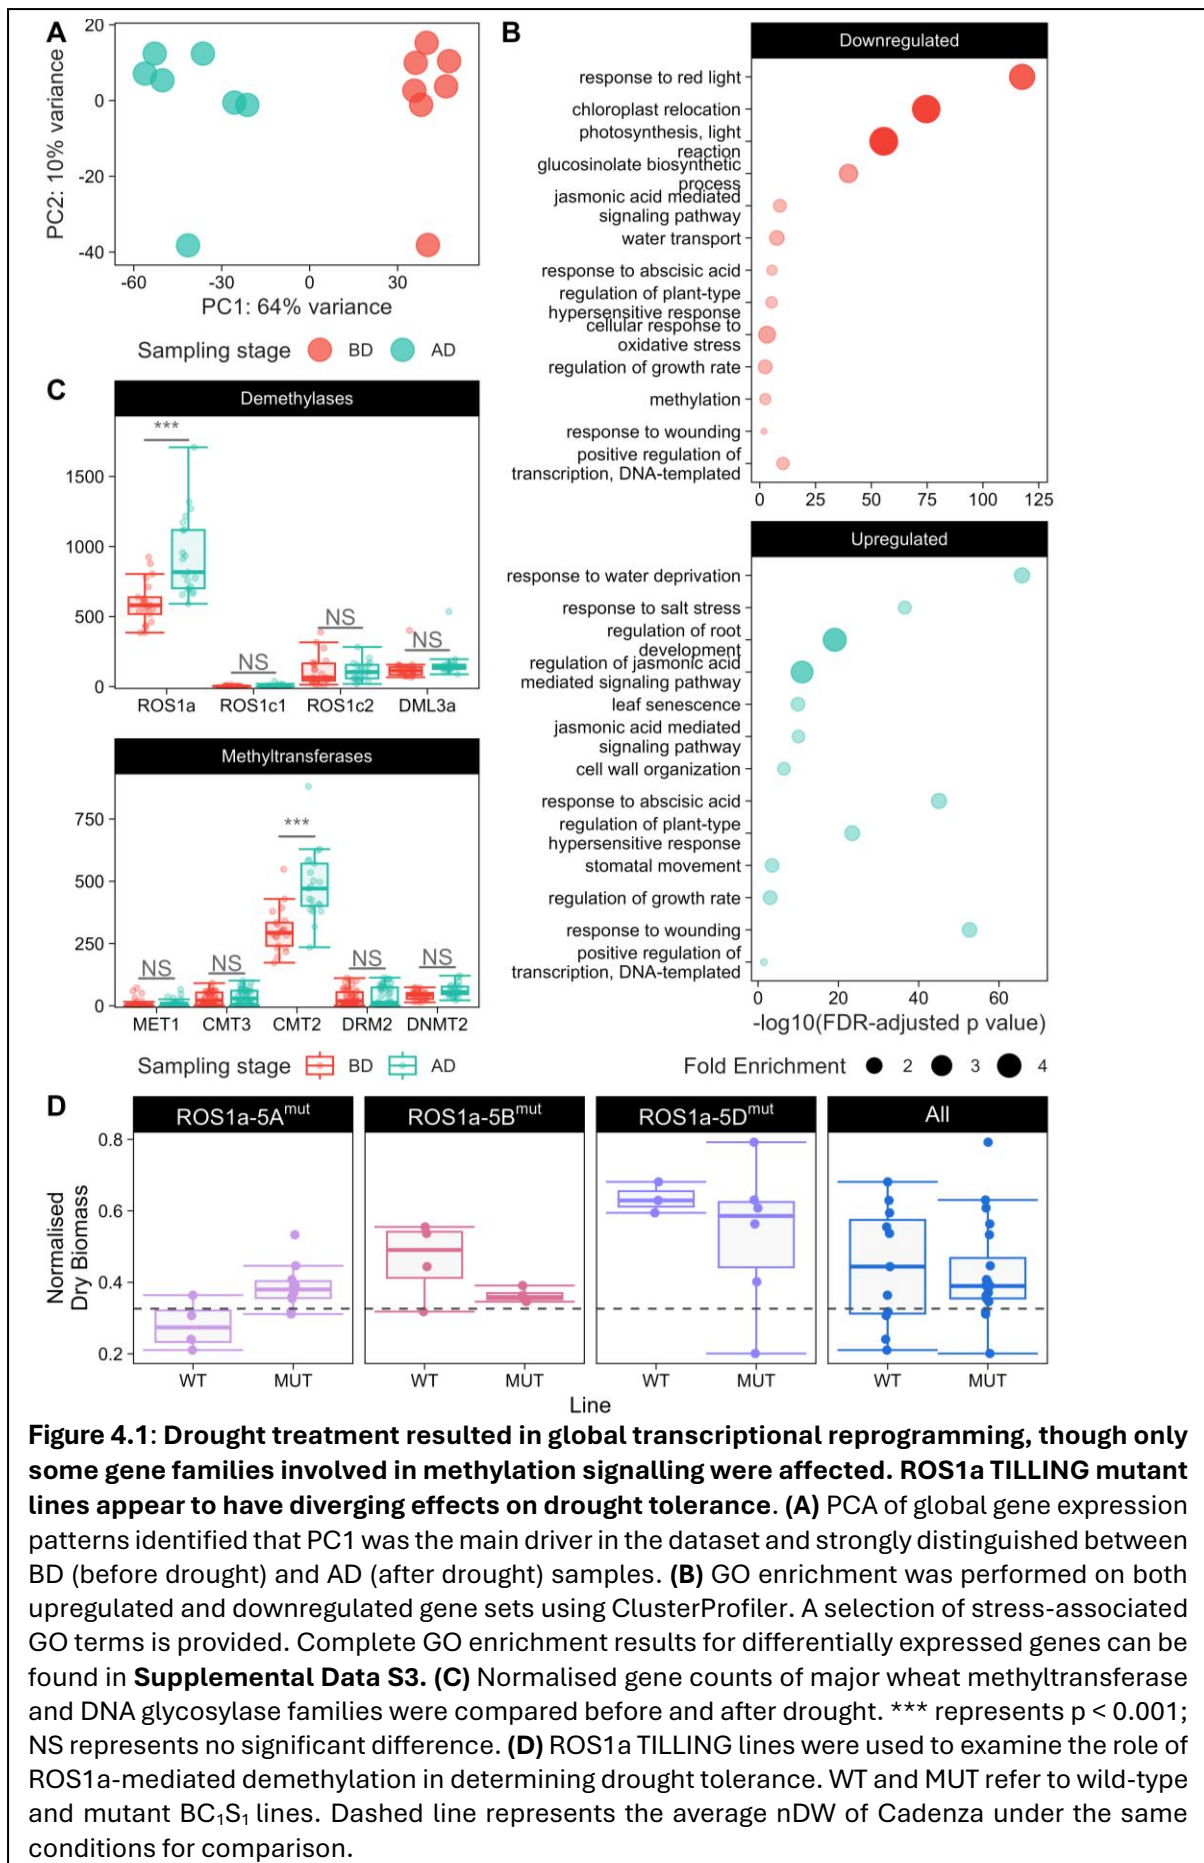 A
20
0
-20
-40
PC2: 10% variance
-60
-30
0
30
PC1: 64% variance
Sampling stage
BD
AD
B
Downregulated
response to red light
chloroplast relocation
photosynthesis, light
reaction
glucosinolate biosynthetic
process
jasmonic acid mediated
signaling pathway
water transport
response to abscisic acid
regulation of plant-type
hypersensitive response
cellular response to
oxidative stress
regulation of growth rate
methylation
response to wounding
positive regulation of
transcription, DNA-templated
0
25
50
75
100
125
Upregulated
response to water deprivation
response to salt stress
regulation of root
development
regulation of jasmonic acid
mediated signaling pathway
leaf senescence
jasmonic acid mediated
signaling pathway
cell wall organization
response to abscisic acid
regulation of plant-type
hypersensitive response
stomatal movement
regulation of growth rate
response to wounding
positive regulation of
transcription, DNA-templated
0
20
40
60
-log10(FDR-adjusted p value)
Fold Enrichment
2
3
4
C
Demethylases
1500
1000
500
0
***
NS
NS
NS
ROS1a
ROS1c1
ROS1c2
DML3a
Methyltransferases
750
500
250
0
NS
NS
***
NS
NS
MET1
CMT3
CMT2
DRM2
DNMT2
Sampling stage
BD
AD
D
ROS1a-5A^mut
ROS1a-5B^mut
ROS1a-5D^mut
All
Normalised
Dry Biomass
0.8
0.6
0.4
0.2
WT
MUT
WT
MUT
WT
MUT
WT
MUT
Line
Figure 4.1: Drought treatment resulted in global transcriptional reprogramming, though only
some gene families involved in methylation signalling were affected. ROS1a TILLING mutant
lines appear to have diverging effects on drought tolerance. (A) PCA of global gene expression
patterns identified that PC1 was the main driver in the dataset and strongly distinguished between
BD (before drought) and AD (after drought) samples. (B) GO enrichment was performed on both
upregulated and downregulated gene sets using ClusterProfiler. A selection of stress-associated
GO terms is provided. Complete GO enrichment results for differentially expressed genes can be
found in Supplemental Data S3. (C) Normalised gene counts of major wheat methyltransferase
and DNA glycosylase families were compared before and after drought. *** represents p < 0.001;
NS represents no significant difference. (D) ROS1a TILLING lines were used to examine the role of
ROS1a-mediated demethylation in determining drought tolerance. WT and MUT refer to wild-type
and mutant BC₁S₁ lines. Dashed line represents the average nDW of Cadenza under the same
conditions for comparison.